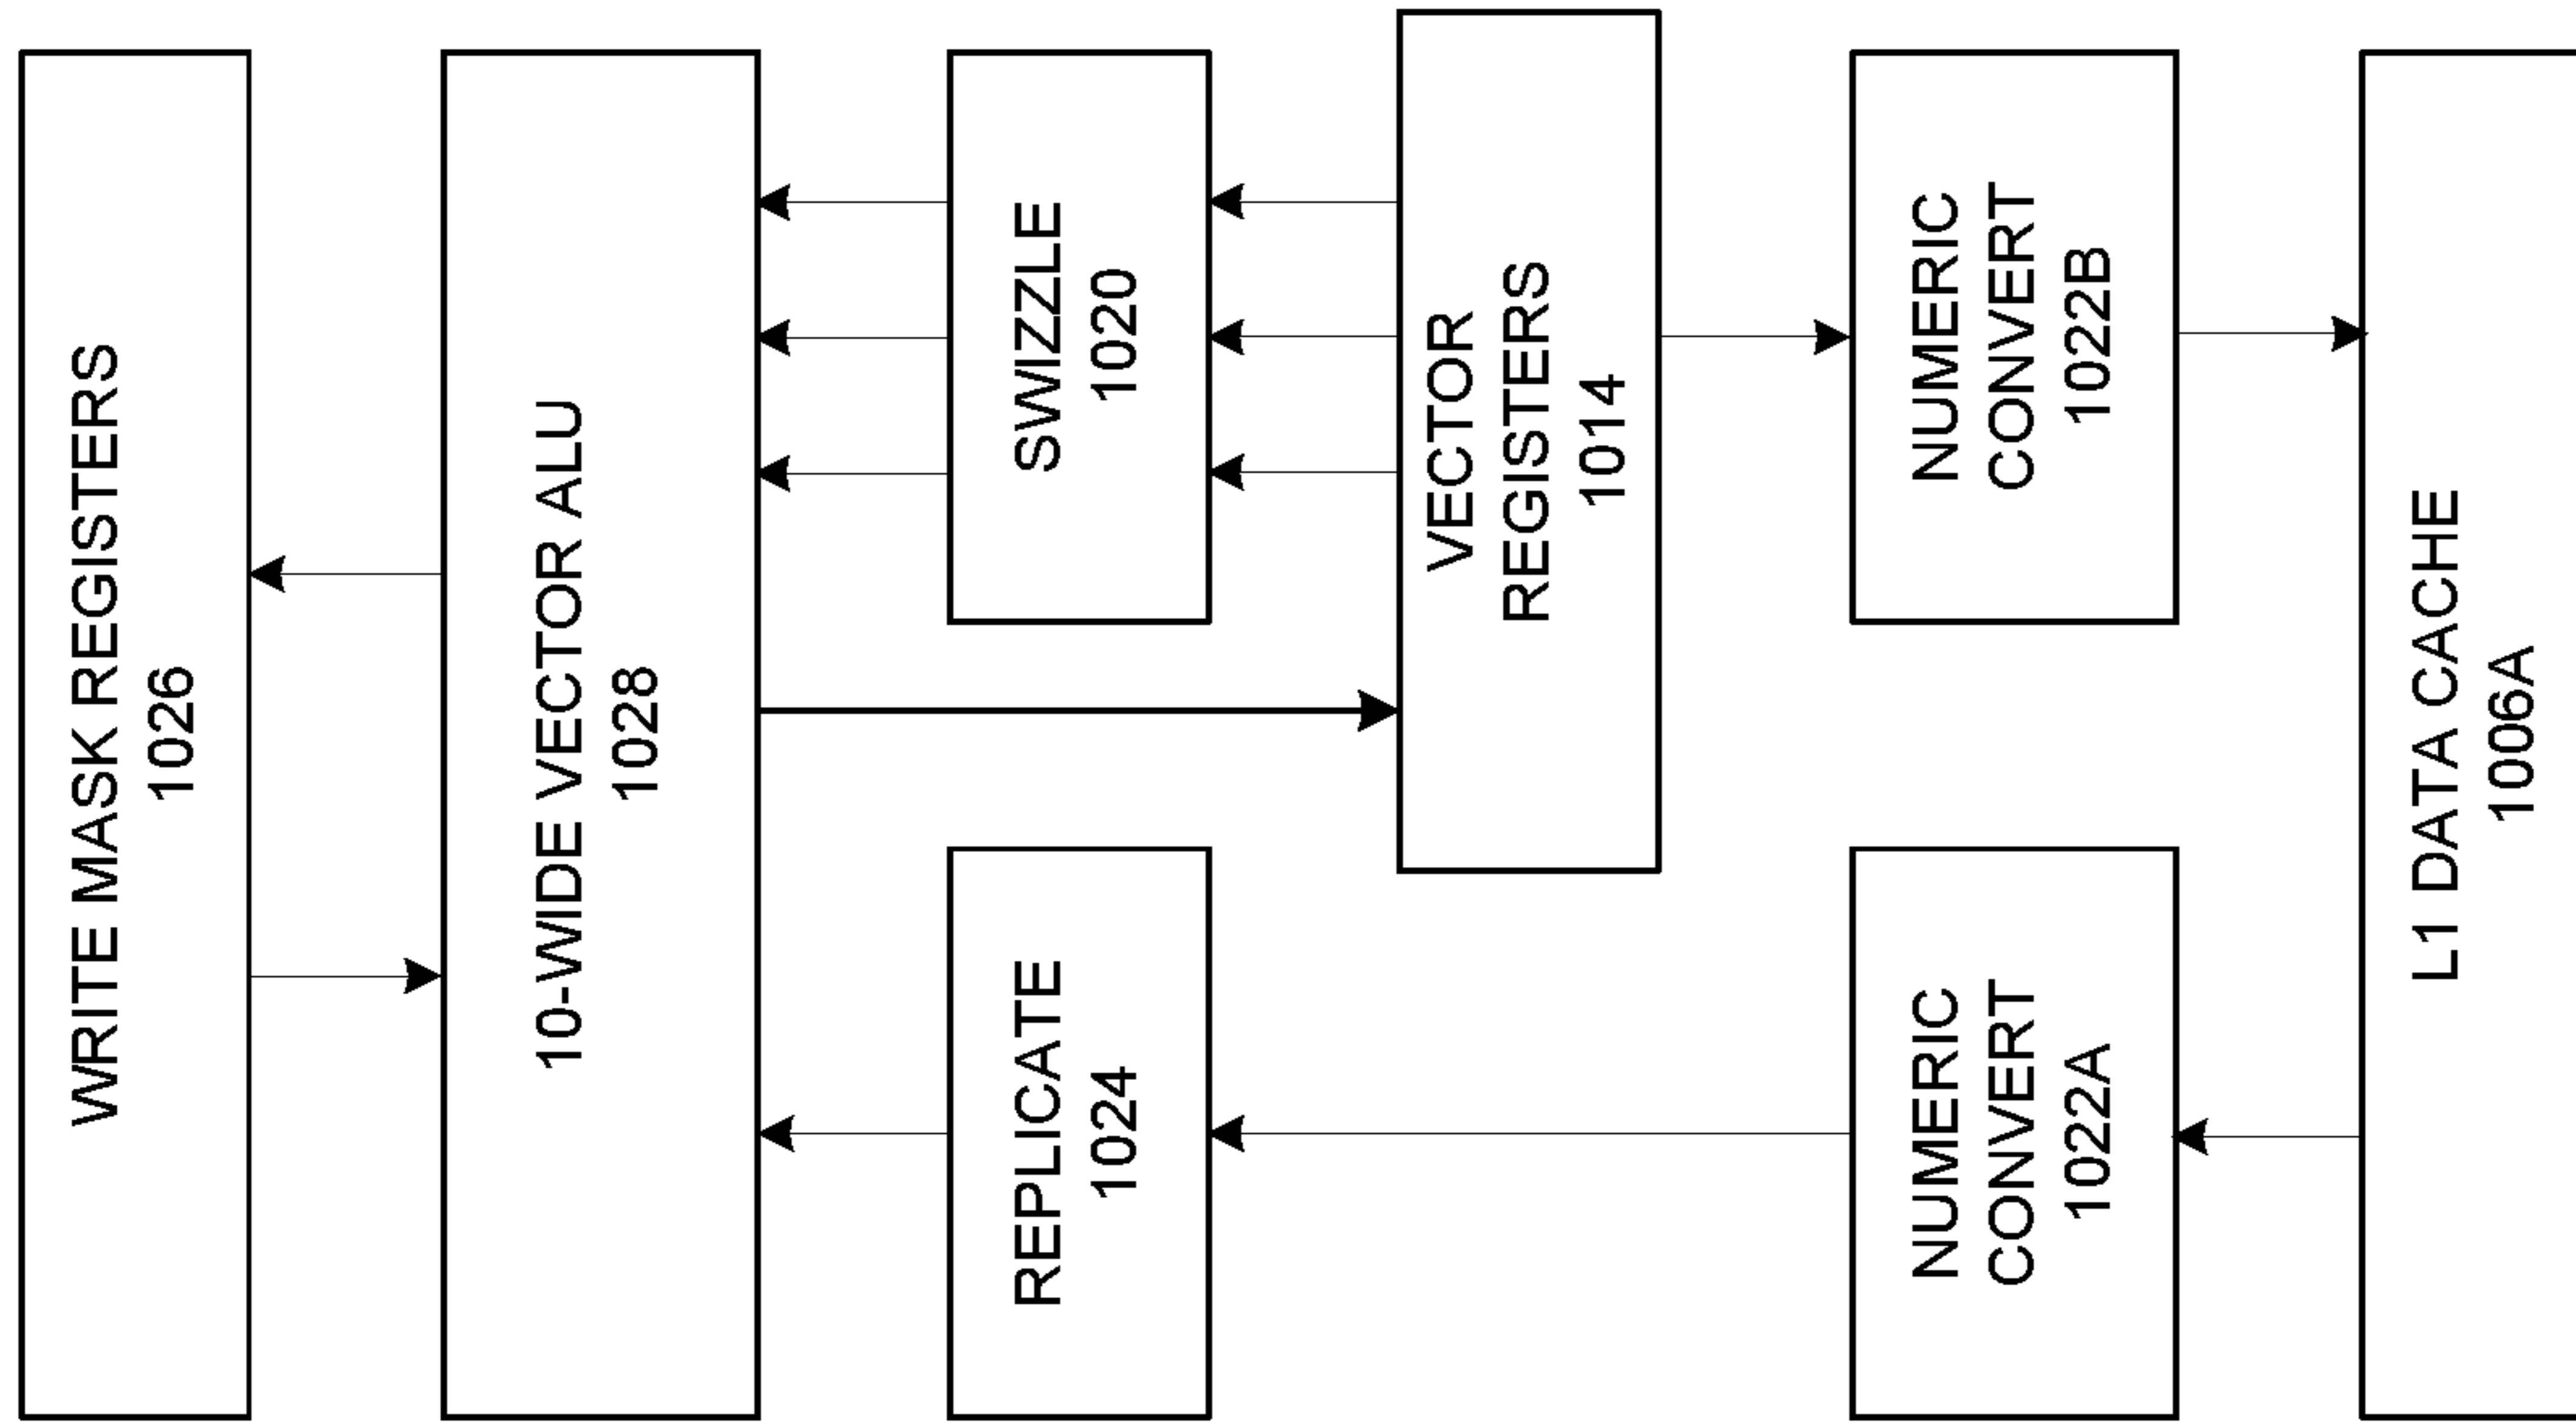 WRITE MASK REGISTERS
1026
10-WIDE VECTOR ALU
1028
REPLICATE
1024
SWIZZLE
1020
VECTOR
REGISTERS
1014
NUMERIC
CONVERT
1022A
NUMERIC
CONVERT
1022B
L1 DATA CACHE
1006A